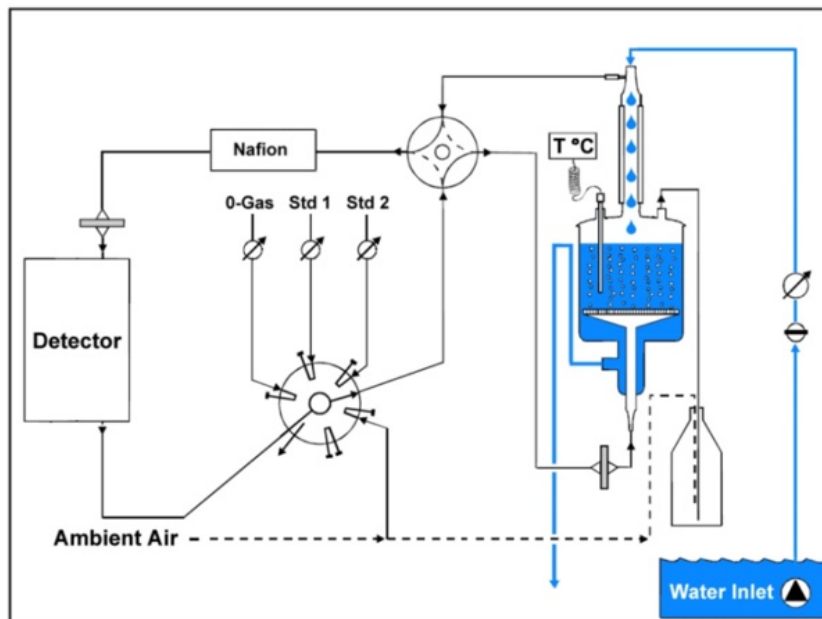 T °C
Nafion
0-Gas Std 1 Std 2
Detector
Ambient Air
Water Inlet